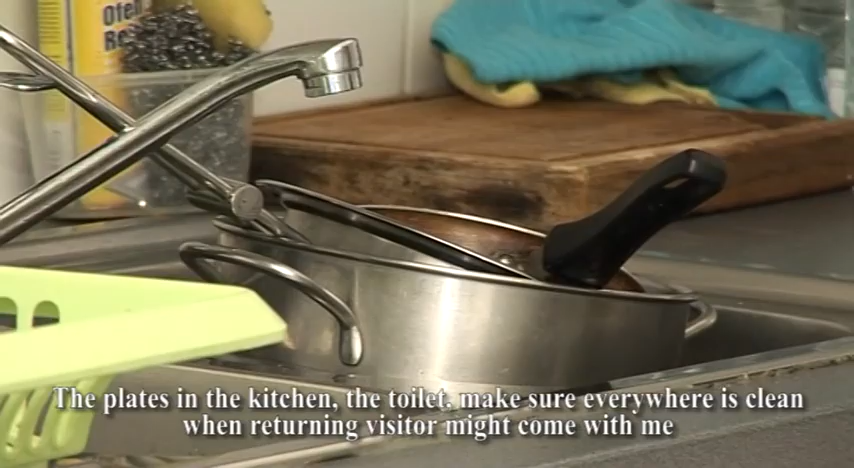 Ofen
The plates in the kitchen, the toilet, make sure everywhere is clean
when returning visitor might come with me